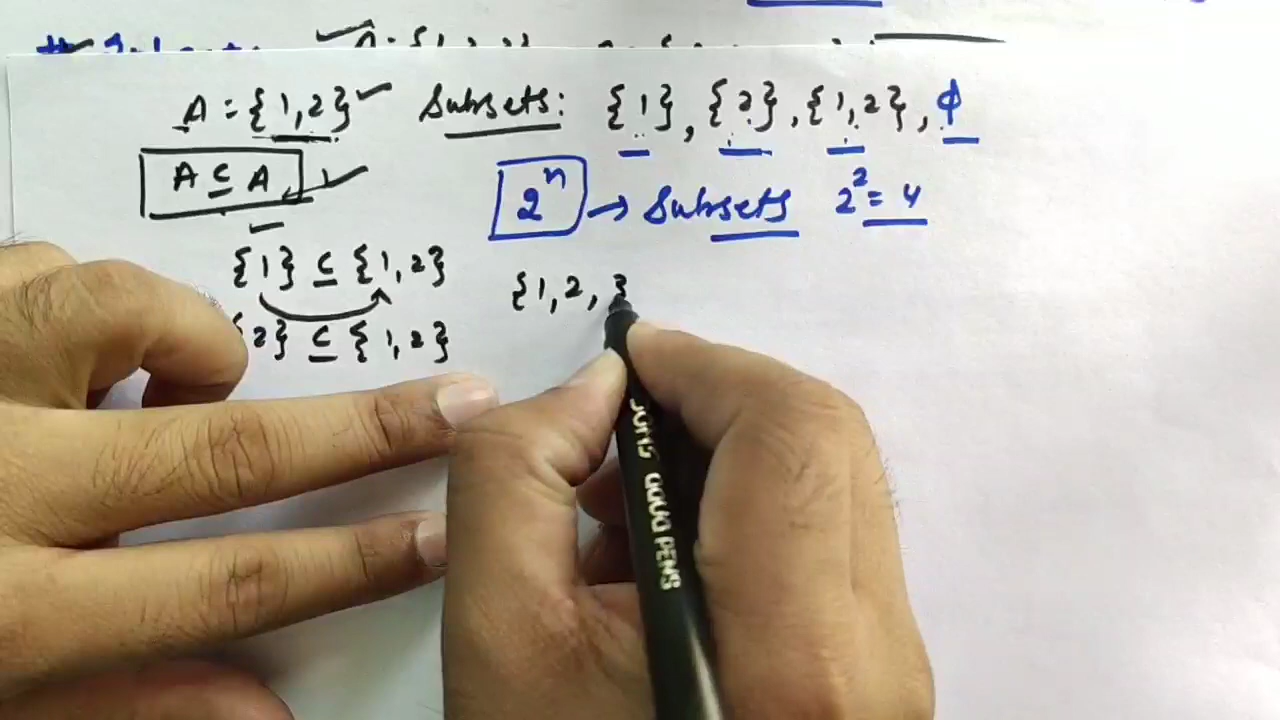 A = {1,2} Subsets: {1}, {2}, {1,2}, ϕ
A ⊆ A
2ⁿ → Subsets 2² = 4
{1} ⊆ {1,2}
{1,2,3
{2} ⊆ {1,2}
PENS